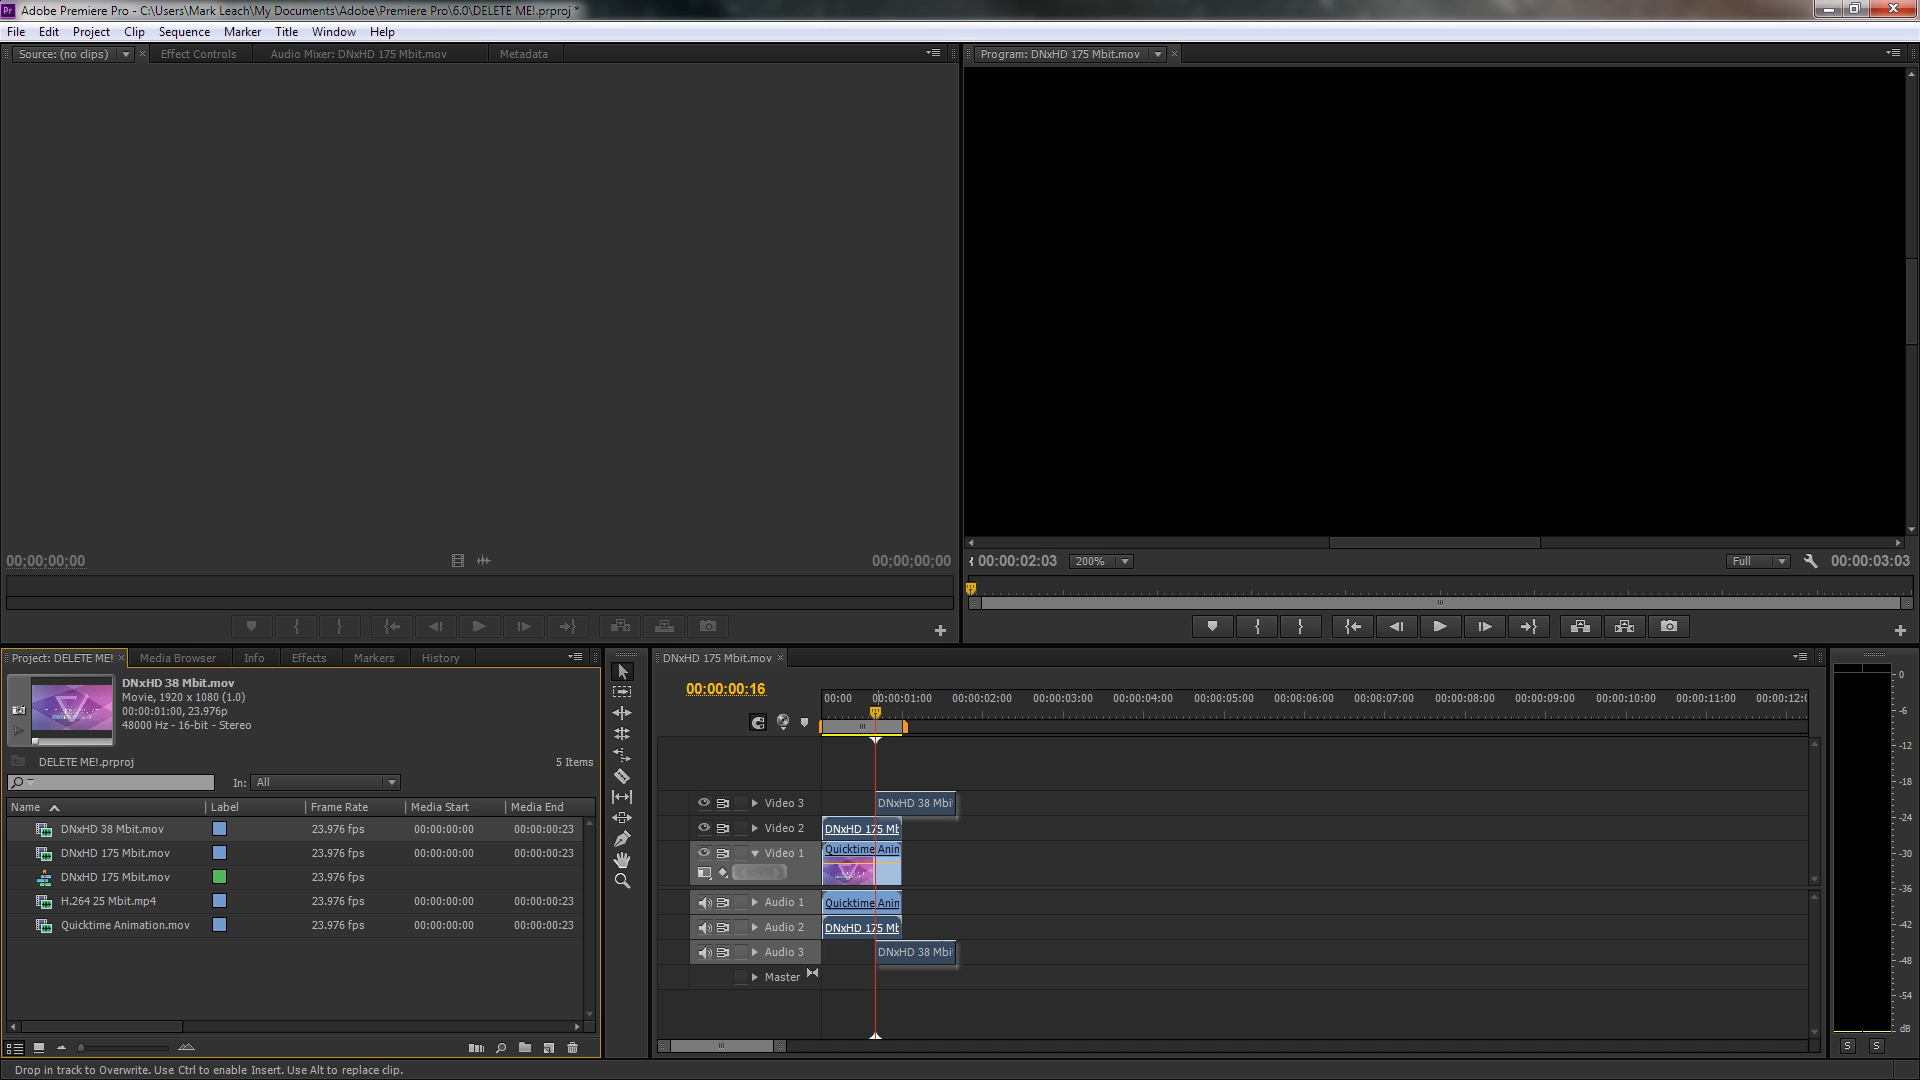 Pr Adobe Premiere Pro - C:\Users\Mark Leach\My Documents\Adobe\Premiere Pro\6.0\DELETE ME!.prproj *
File Edit Project Clip Sequence Marker Title Window Help
Source: (no clips) Effect Controls Audio Mixer: DNxHD 175 Mbit.mov Metadata
Program: DNxHD 175 Mbit.mov
00;00;00;00 00;00;00;00
00:00:02:03 200% Full 00:00:03:03
Project: DELETE ME! Media Browser Info Effects Markers History
DNxHD 38 Mbit.mov
Movie, 1920 x 1080 (1.0)
00:00:01:00, 23.976p
48000 Hz - 16-bit - Stereo
DELETE ME!.prproj 5 Items
In: All
Name Label Frame Rate Media Start Media End
DNxHD 38 Mbit.mov 23.976 fps 00:00:00:00 00:00:00:23
DNxHD 175 Mbit.mov 23.976 fps 00:00:00:00 00:00:00:23
DNxHD 175 Mbit.mov 23.976 fps
H.264 25 Mbit.mp4 23.976 fps 00:00:00:00 00:00:00:23
Quicktime Animation.mov 23.976 fps 00:00:00:00 00:00:00:23
DNxHD 175 Mbit.mov
00:00:00:16
00:00 00:00:01:00 00:00:02:00 00:00:03:00 00:00:04:00 00:00:05:00 00:00:06:00 00:00:07:00 00:00:08:00 00:00:09:00 00:00:10:00 00:00:11:00 00:00:12:0
Video 3 DNxHD 38 Mbi
Video 2 DNxHD 175 Mb
Video 1 Quicktime Anin
Audio 1 Quicktime Anin
Audio 2 DNxHD 175 Mb
Audio 3 DNxHD 38 Mbi
Master
0
-6
-12
-18
-24
-30
-36
-42
-48
-54
dB
S S
Drop in track to Overwrite. Use Ctrl to enable Insert. Use Alt to replace clip.